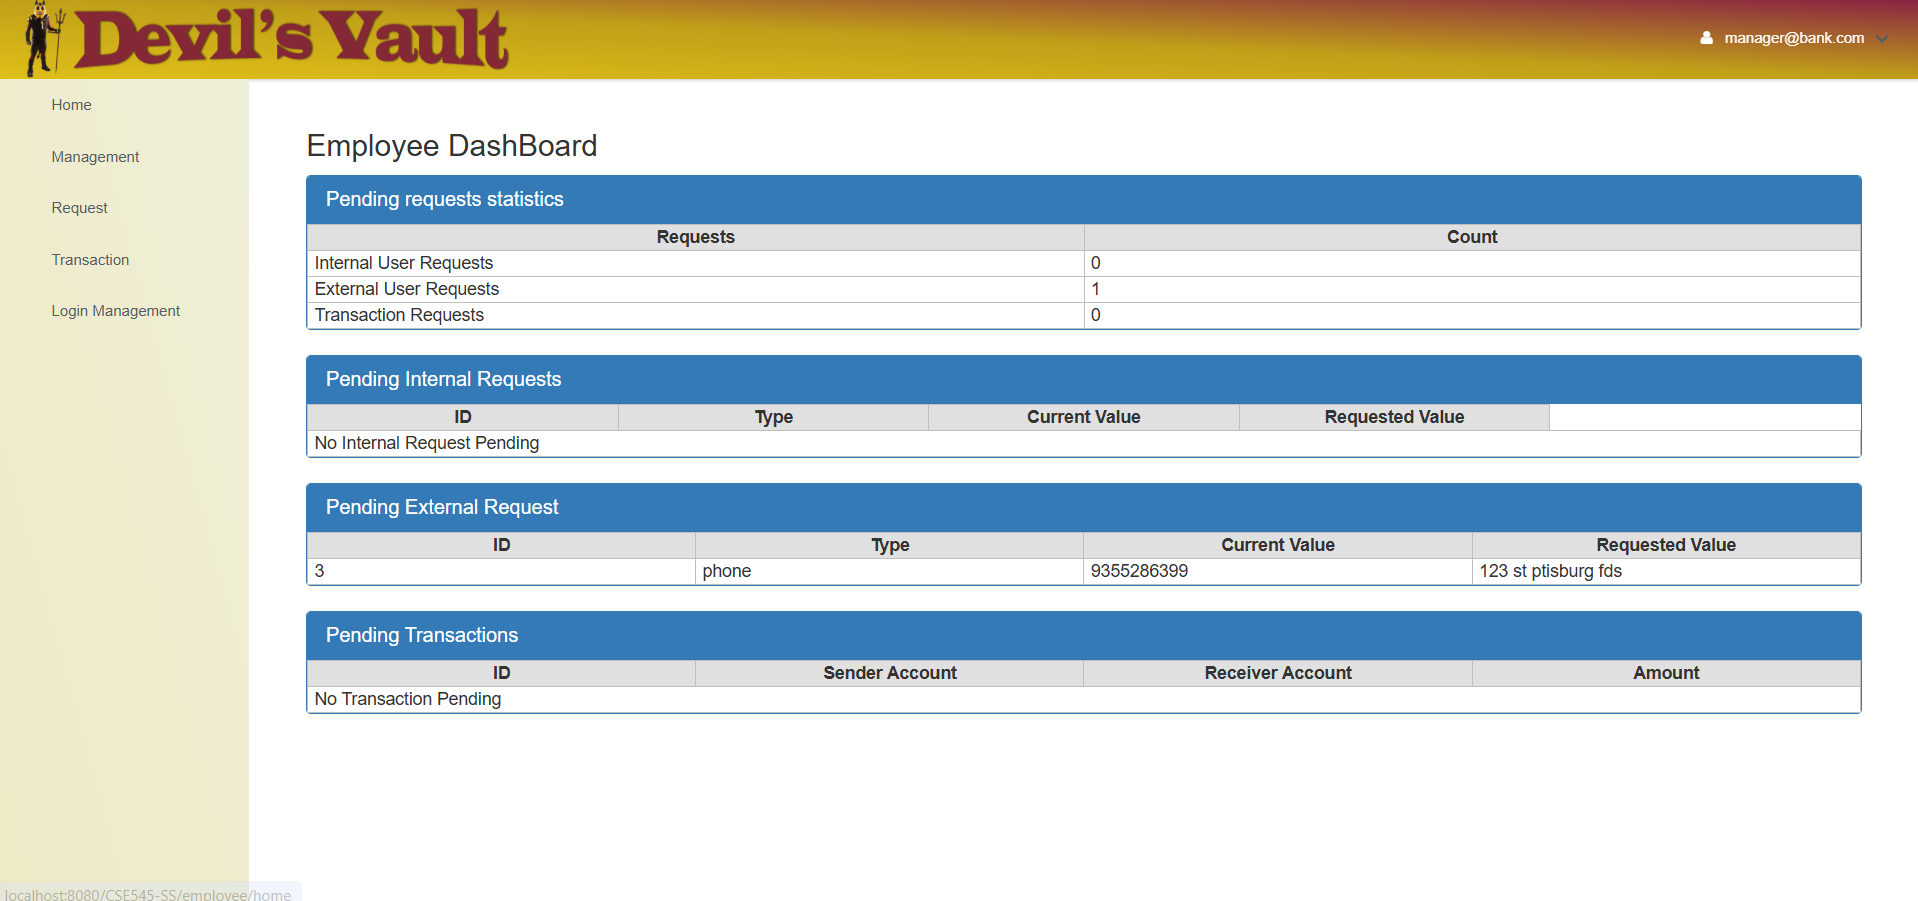 Devil's Vault
manager@bank.com
Home
Management
Request
Transaction
Login Management
Employee DashBoard
Pending requests statistics
Requests Count
Internal User Requests 0
External User Requests 1
Transaction Requests 0
Pending Internal Requests
ID Type Current Value Requested Value
No Internal Request Pending
Pending External Request
ID Type Current Value Requested Value
3 phone 9355286399 123 st ptisburg fds
Pending Transactions
ID Sender Account Receiver Account Amount
No Transaction Pending
localhost:8080/CSE545-SS/employee/home